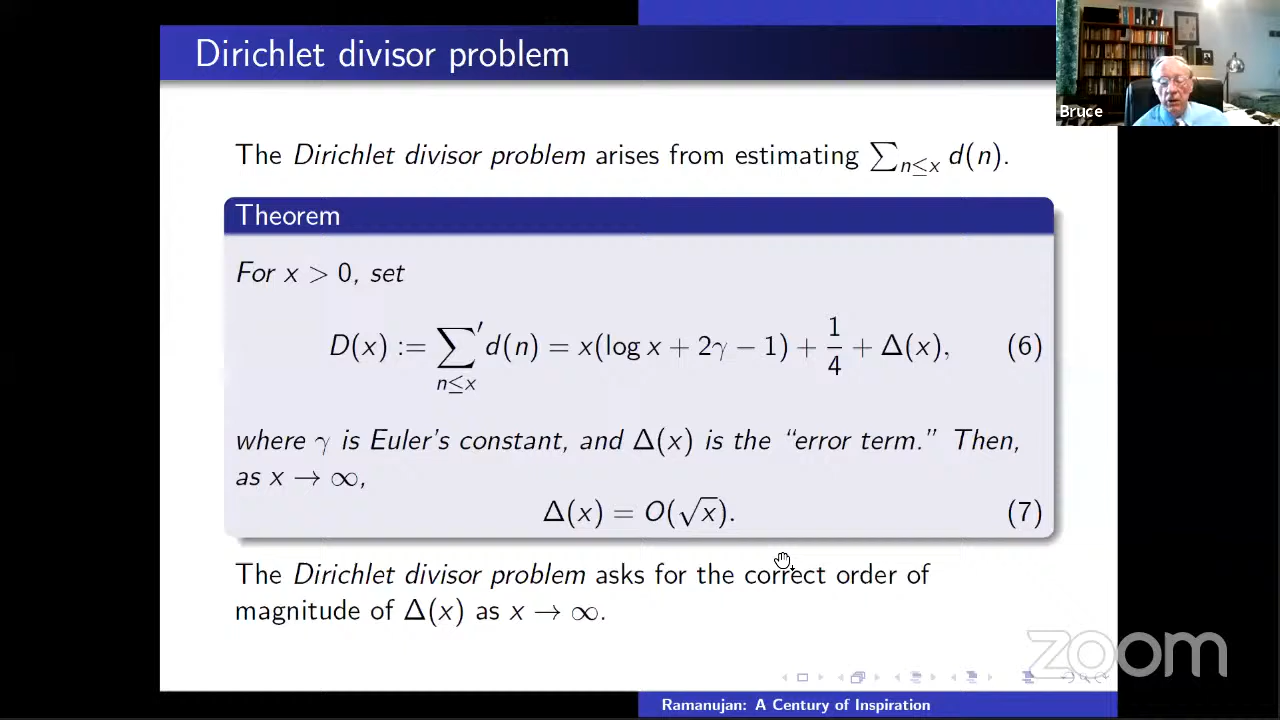 Dirichlet divisor problem
Bruce
The Dirichlet divisor problem arises from estimating ∑_{n≤x} d(n).
Theorem
For x > 0, set
D(x) := ∑′_{n≤x} d(n) = x(log x + 2γ − 1) + 1/4 + Δ(x), (6)
where γ is Euler's constant, and Δ(x) is the “error term.” Then,
as x → ∞,
Δ(x) = O(√x). (7)
The Dirichlet divisor problem asks for the correct order of
magnitude of Δ(x) as x → ∞.
zoom
Ramanujan: A Century of Inspiration